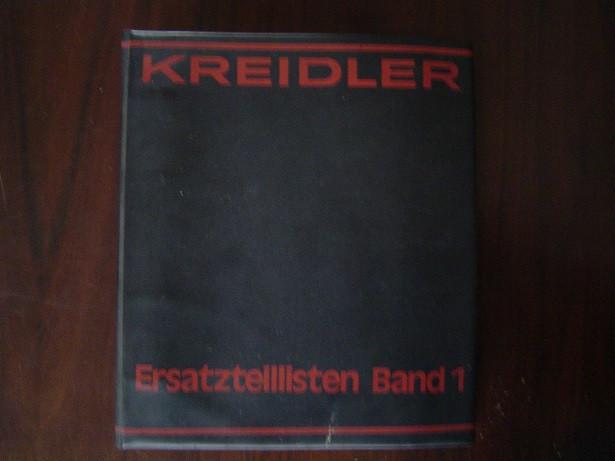 KREIDLER
Ersatzteillisten Band 1